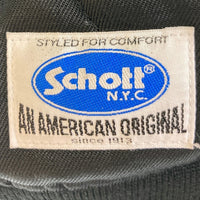 STYLED FOR COMFORT
Schott®
N.Y.C.
AN AMERICAN ORIGINAL
since 1913